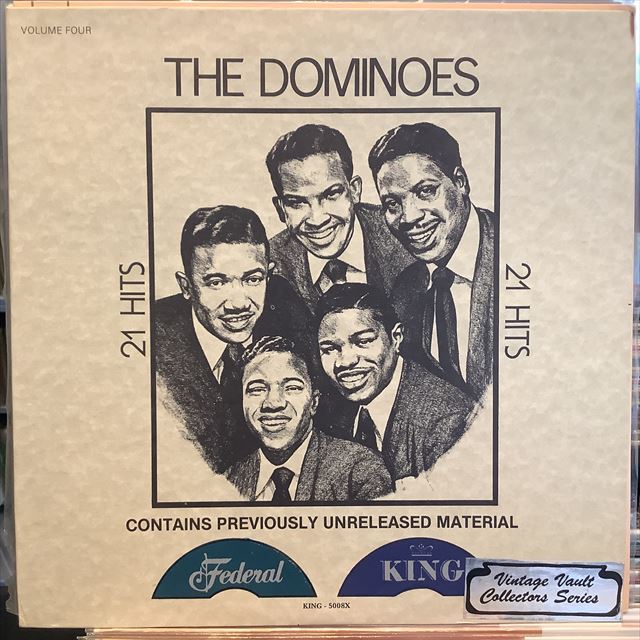 VOLUME FOUR
THE DOMINOES
21 HITS
21 HITS
CONTAINS PREVIOUSLY UNRELEASED MATERIAL
Federal
KING
KING - 5008X
Vintage Vault
Collectors Series